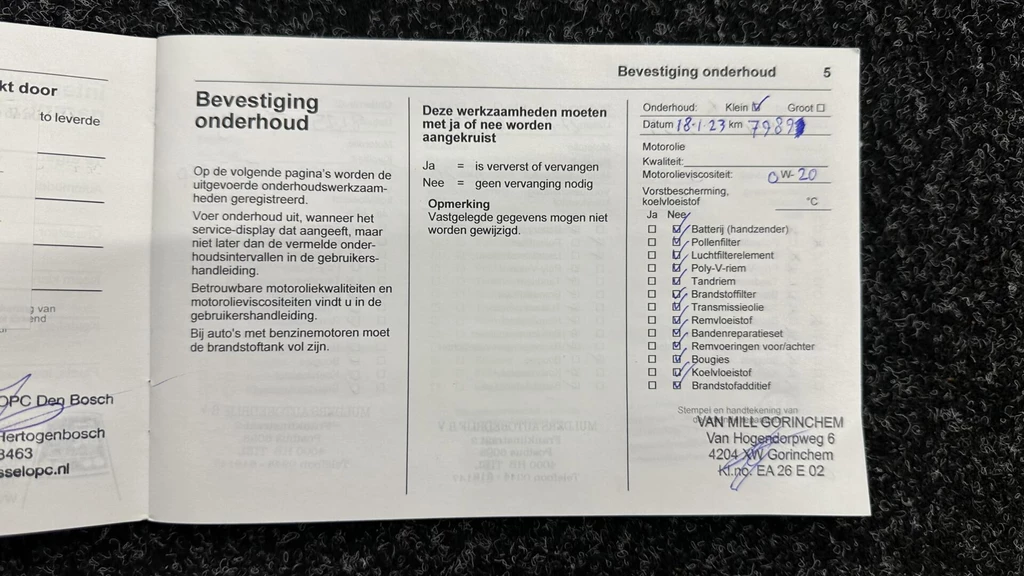 kt door
to leverde
g van
end
OPC Den Bosch
Hertogenbosch
3463
sselopc.nl
Bevestiging onderhoud 5
Bevestiging
onderhoud
Op de volgende pagina's worden de
uitgevoerde onderhoudswerkzaam-
heden geregistreerd.
Voer onderhoud uit, wanneer het
service-display dat aangeeft, maar
niet later dan de vermelde onder-
houdsintervallen in de gebruikers-
handleiding.
Betrouwbare motoroliekwaliteiten en
motorolieviscositeiten vindt u in de
gebruikershandleiding.
Bij auto's met benzinemotoren moet
de brandstoftank vol zijn.
Deze werkzaamheden moeten
met ja of nee worden
aangekruist
Ja = is ververst of vervangen
Nee = geen vervanging nodig
Opmerking
Vastgelegde gegevens mogen niet
worden gewijzigd.
Onderhoud: Klein Groot
Datum 18-1-23 km
Motorolie
Kwaliteit:
Motorolieviscositeit: 0W-20
Vorstbescherming,
koelvloeistof °C
Ja Nee
Batterij (handzender)
Pollenfilter
Luchtfilterelement
Poly-V-riem
Tandriem
Brandstoffilter
Transmissieolie
Remvloeistof
Bandenreparatieset
Remvoeringen voor/achter
Bougies
Koelvloeistof
Brandstofadditief
Stempel en handtekening van
VAN MILL GORINCHEM
Van Hogendorpweg 6
4204 XW Gorinchem
Kl.no. EA 26 E 02